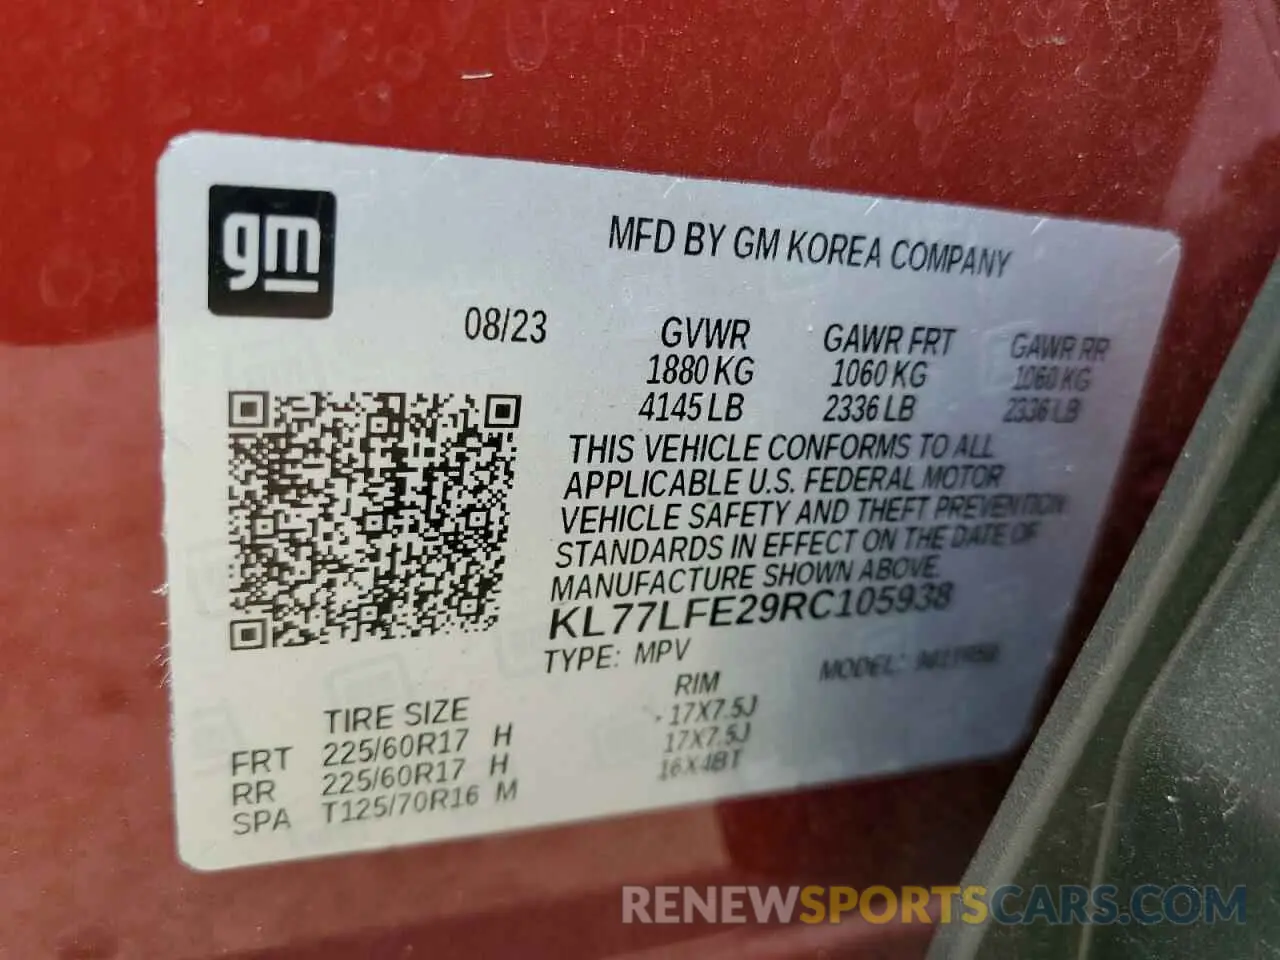 gm
MFD BY GM KOREA COMPANY
08/23 GVWR GAWR FRT GAWR RR
1880 KG 1060 KG 1060 KG
4145 LB 2336 LB 2336 LB
THIS VEHICLE CONFORMS TO ALL
APPLICABLE U.S. FEDERAL MOTOR
VEHICLE SAFETY AND THEFT PREVENTION
STANDARDS IN EFFECT ON THE DATE OF
MANUFACTURE SHOWN ABOVE.
KL77LFE29RC105938
TYPE: MPV MODEL:
TIRE SIZE RIM
FRT 225/60R17 H 17X7.5J
RR 225/60R17 H 17X7.5J
SPA T125/70R16 M 16X4BT
RENEWSPORTSCARS.COM